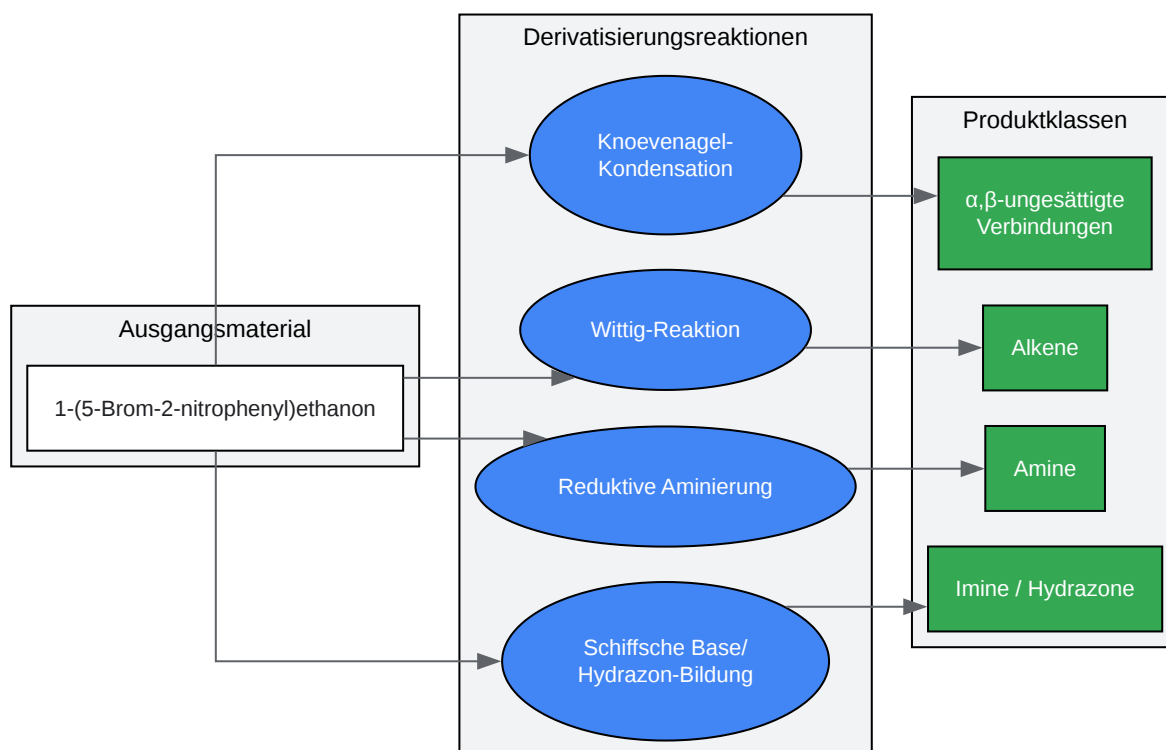 Derivatisierungsreaktionen
Produktklassen
Ausgangsmaterial
1-(5-Brom-2-nitrophenyl)ethanon
Knoevenagel-
Kondensation
α,β-ungesättigte
Verbindungen
Wittig-Reaktion
Alkene
Reduktive Aminierung
Amine
Schiffsche Base/
Hydrazon-Bildung
Imine / Hydrazone